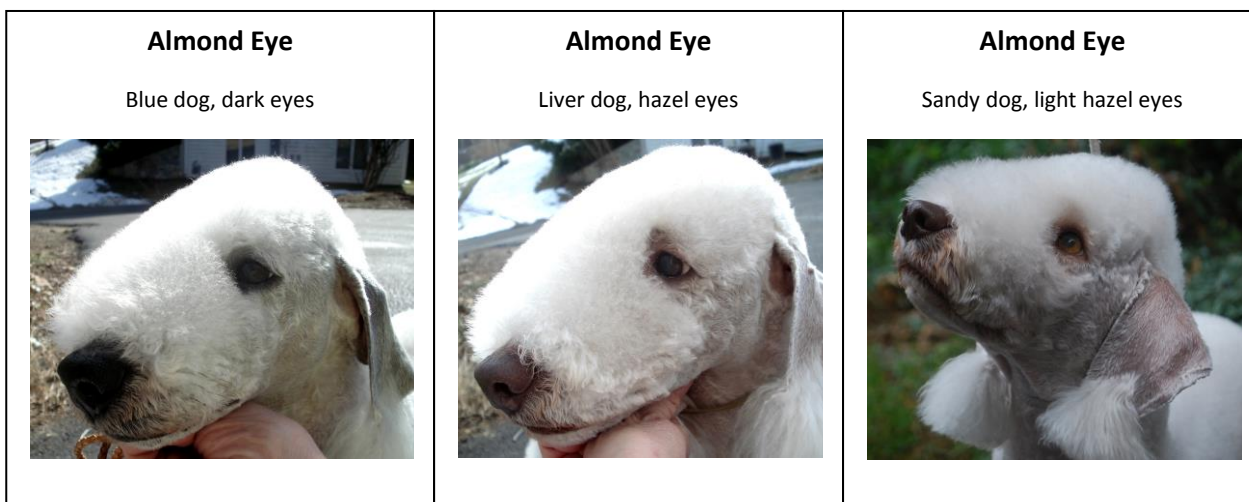 Almond Eye
Blue dog, dark eyes
Almond Eye
Liver dog, hazel eyes
Almond Eye
Sandy dog, light hazel eyes